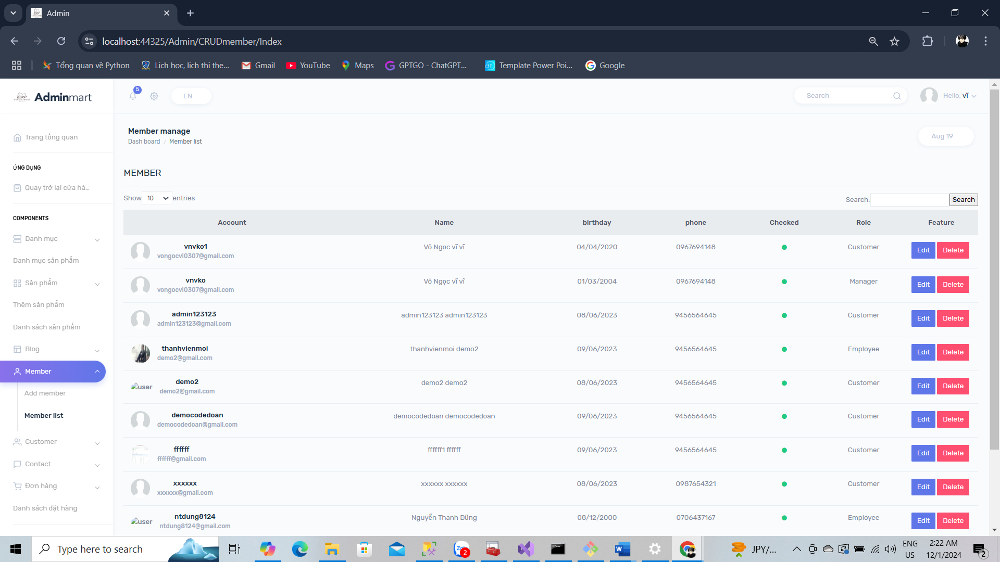 Admin
localhost:44325/Admin/CRUDmember/Index
Tổng quan về Python
Lịch học, lịch thi the...
Gmail
YouTube
Maps
GPTGO - ChatGPT...
Template Power Poi...
Google
Adminmart
5
EN
Search
Hello, vĩ
Trang tổng quan
ỨNG DỤNG
Quay trở lại cửa hà...
COMPONENTS
Danh mục
Danh mục sản phẩm
Sản phẩm
Thêm sản phẩm
Danh sách sản phẩm
Blog
Member
Add member
Member list
Customer
Contact
Đơn hàng
Danh sách đặt hàng
Member manage
Dash board / Member list
Aug 19
MEMBER
Show 10 entries
Search: Search
Account Name birthday phone Checked Role Feature
vnvko1 Võ Ngọc vĩ vĩ 04/04/2020 0967694148 Customer Edit Delete
vongocvi0307@gmail.com
vnvko Võ Ngọc vĩ vĩ 01/03/2004 0967694148 Manager Edit Delete
vongocvi0307@gmail.com
admin123123 admin123123 admin123123 08/06/2023 9456564645 Customer Edit Delete
admin123123@gmail.com
thanhvienmoi thanhvienmoi demo2 09/06/2023 9456564645 Employee Edit Delete
demo2@gmail.com
user demo2 demo2 demo2 08/06/2023 9456564645 Customer Edit Delete
demo2@gmail.com
democodedoan democodedoan democodedoan 09/06/2023 9456564645 Customer Edit Delete
democodedoan@gmail.com
ffffff ffffff1 ffffff 09/06/2023 9456564645 Customer Edit Delete
ffffff@gmail.com
xxxxxx xxxxxx xxxxxx 08/06/2023 0987654321 Customer Edit Delete
xxxxxx@gmail.com
user ntdung8124 Nguyễn Thanh Dũng 08/12/2000 0706437167 Employee Edit Delete
ntdung8124@gmail.com
Type here to search
2
JPY/...
ENG
US
2:22 AM
12/1/2024
2